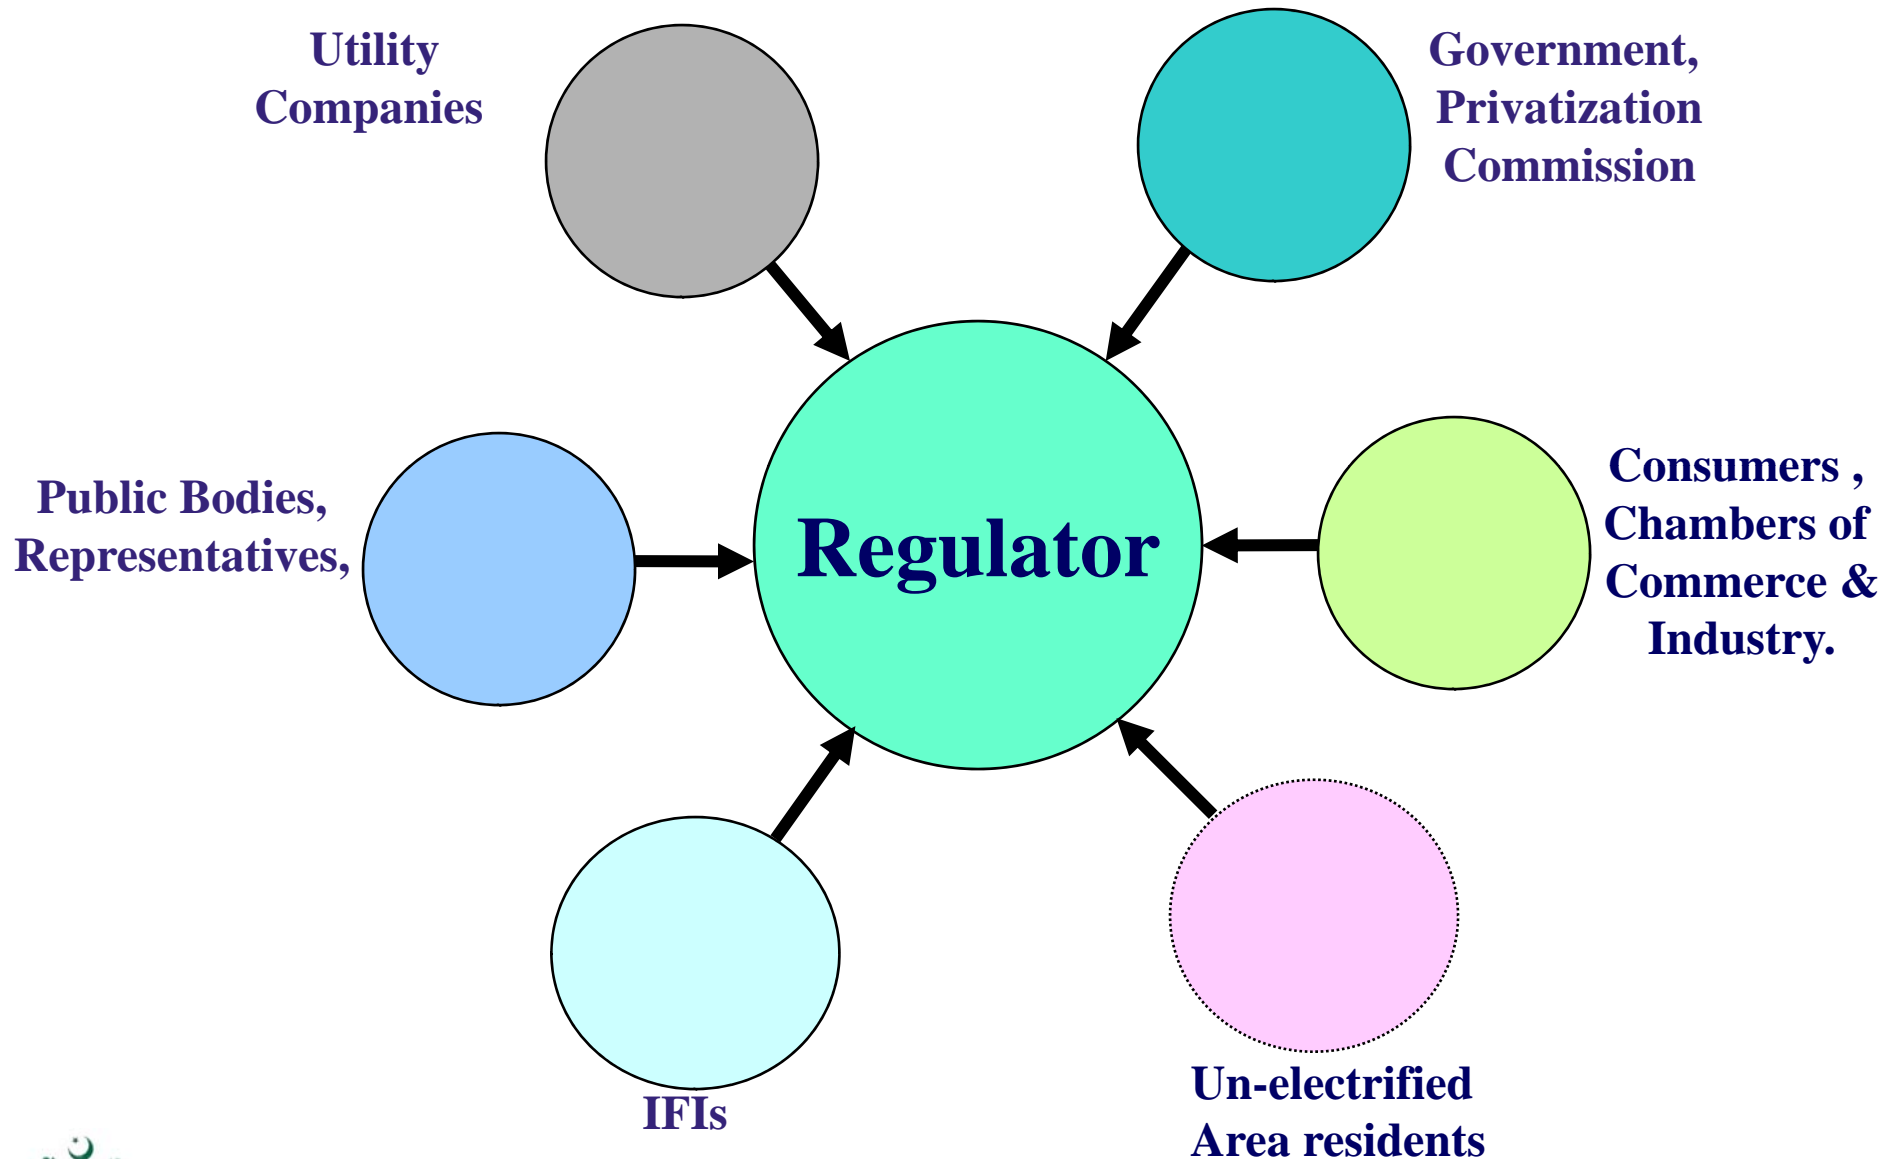 Utility
Companies
Government,
Privatization
Commission
Public Bodies,
Representatives,
Regulator
Consumers ,
Chambers of
Commerce &
Industry.
IFIs
Un-electrified
Area residents